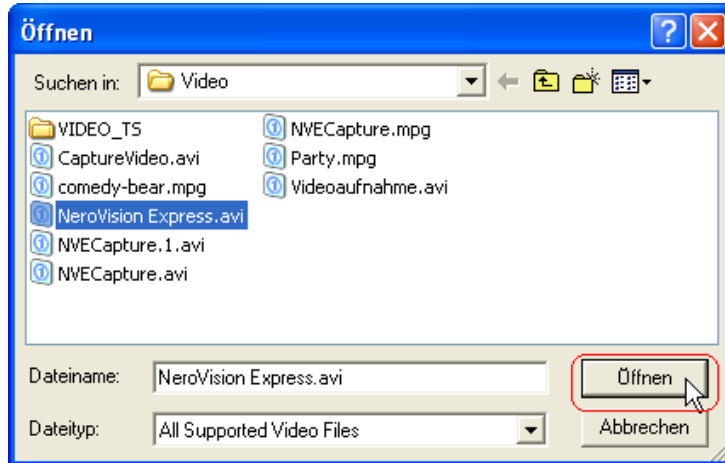 Öffnen
Suchen in: Video
VIDEO_TS
CaptureVideo.avi
comedy-bear.mpg
NeroVision Express.avi
NVECapture.1.avi
NVECapture.avi
NVECapture.mpg
Party.mpg
Videoaufnahme.avi
Dateiname: NeroVision Express.avi Öffnen
Dateityp: All Supported Video Files Abbrechen